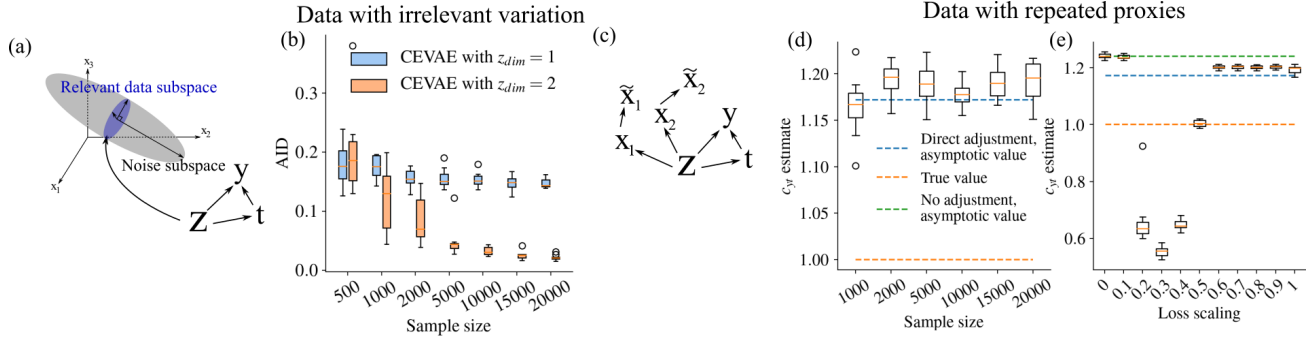 Data with irrelevant variation
Data with repeated proxies
(a)
x₃
Relevant data subspace
x₂
Noise subspace
x₁
y
Z
t
(b)
CEVAE with z_dim = 1
CEVAE with z_dim = 2
AID
0.3
0.2
0.1
0.0
500
1000
2000
5000
10000
15000
20000
Sample size
(c)
x̃₁
x̃₂
x₁
x₂
y
Z
t
(d)
c_yt estimate
1.20
1.15
1.10
1.05
1.00
Direct adjustment,
asymptotic value
True value
No adjustment,
asymptotic value
1000
2000
5000
10000
15000
20000
Sample size
(e)
c_yt estimate
1.2
1.0
0.8
0.6
0
0.1
0.2
0.3
0.4
0.5
0.6
0.7
0.8
0.9
1
Loss scaling